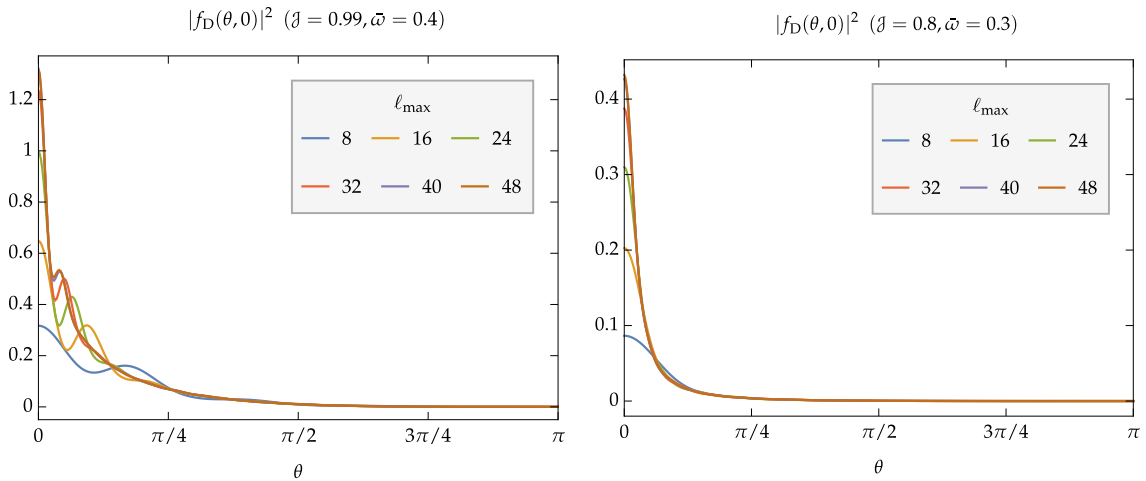 |f_D(θ,0)|² (𝒥 = 0.99, ω̄ = 0.4)
1.2
1
0.8
0.6
0.4
0.2
0
0
π/4
π/2
3π/4
π
θ
ℓ_max
8 16 24
32 40 48
|f_D(θ,0)|² (𝒥 = 0.8, ω̄ = 0.3)
0.4
0.3
0.2
0.1
0
0
π/4
π/2
3π/4
π
θ
ℓ_max
8 16 24
32 40 48